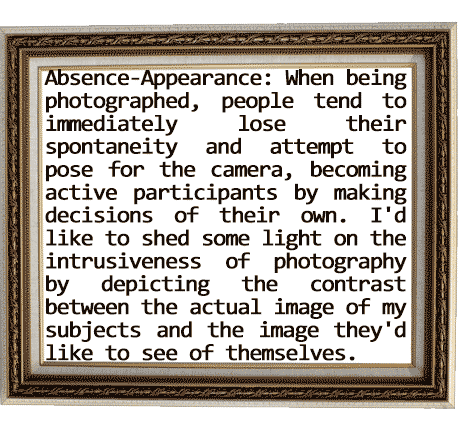 Absence-Appearance: When being
photographed, people tend to
immediately lose their
spontaneity and attempt to
pose for the camera, becoming
active participants by making
decisions of their own. I'd
like to shed some light on the
intrusiveness of photography
by depicting the contrast
between the actual image of my
subjects and the image they'd
like to see of themselves.